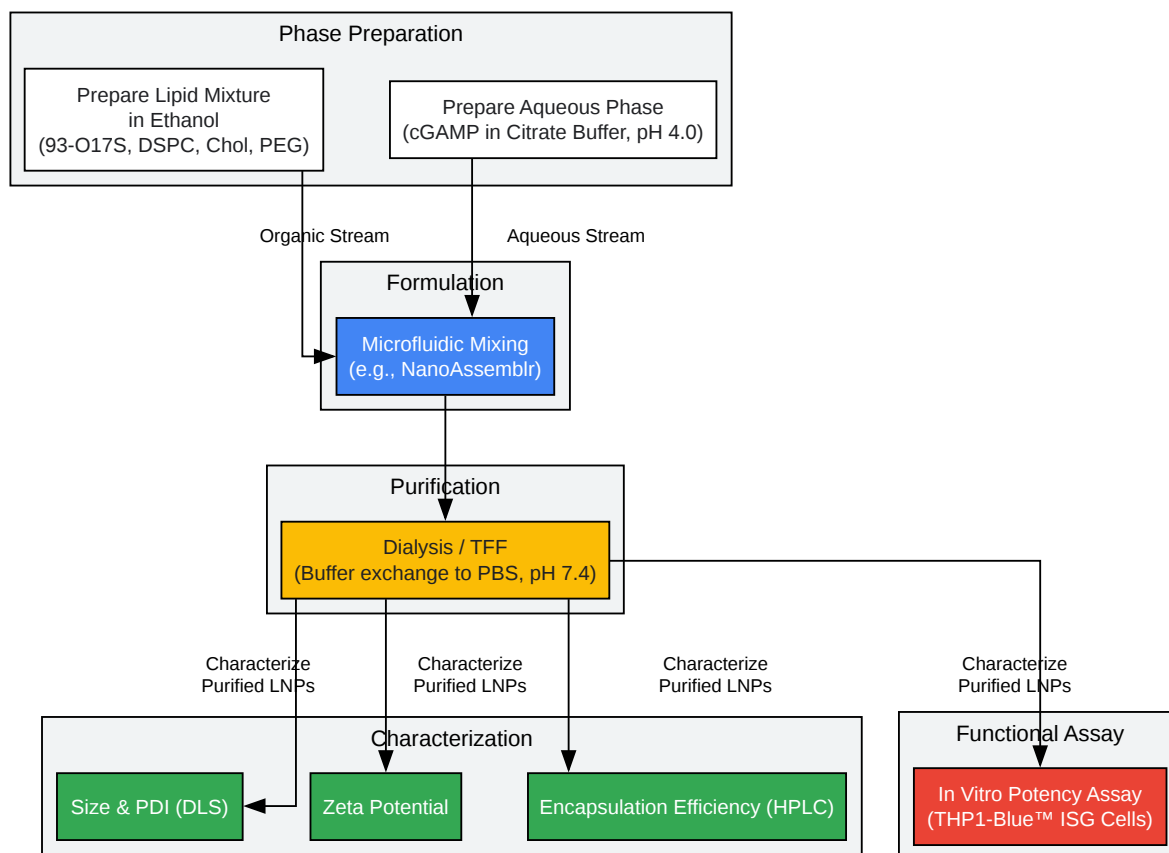 Phase Preparation
Prepare Lipid Mixture
in Ethanol
(93-O17S, DSPC, Chol, PEG)
Prepare Aqueous Phase
(cGAMP in Citrate Buffer, pH 4.0)
Organic Stream
Aqueous Stream
Formulation
Microfluidic Mixing
(e.g., NanoAssemblr)
Purification
Dialysis / TFF
(Buffer exchange to PBS, pH 7.4)
Characterize
Purified LNPs
Characterize
Purified LNPs
Characterize
Purified LNPs
Characterize
Purified LNPs
Characterization
Functional Assay
Size & PDI (DLS)
Zeta Potential
Encapsulation Efficiency (HPLC)
In Vitro Potency Assay
(THP1-Blue™ ISG Cells)